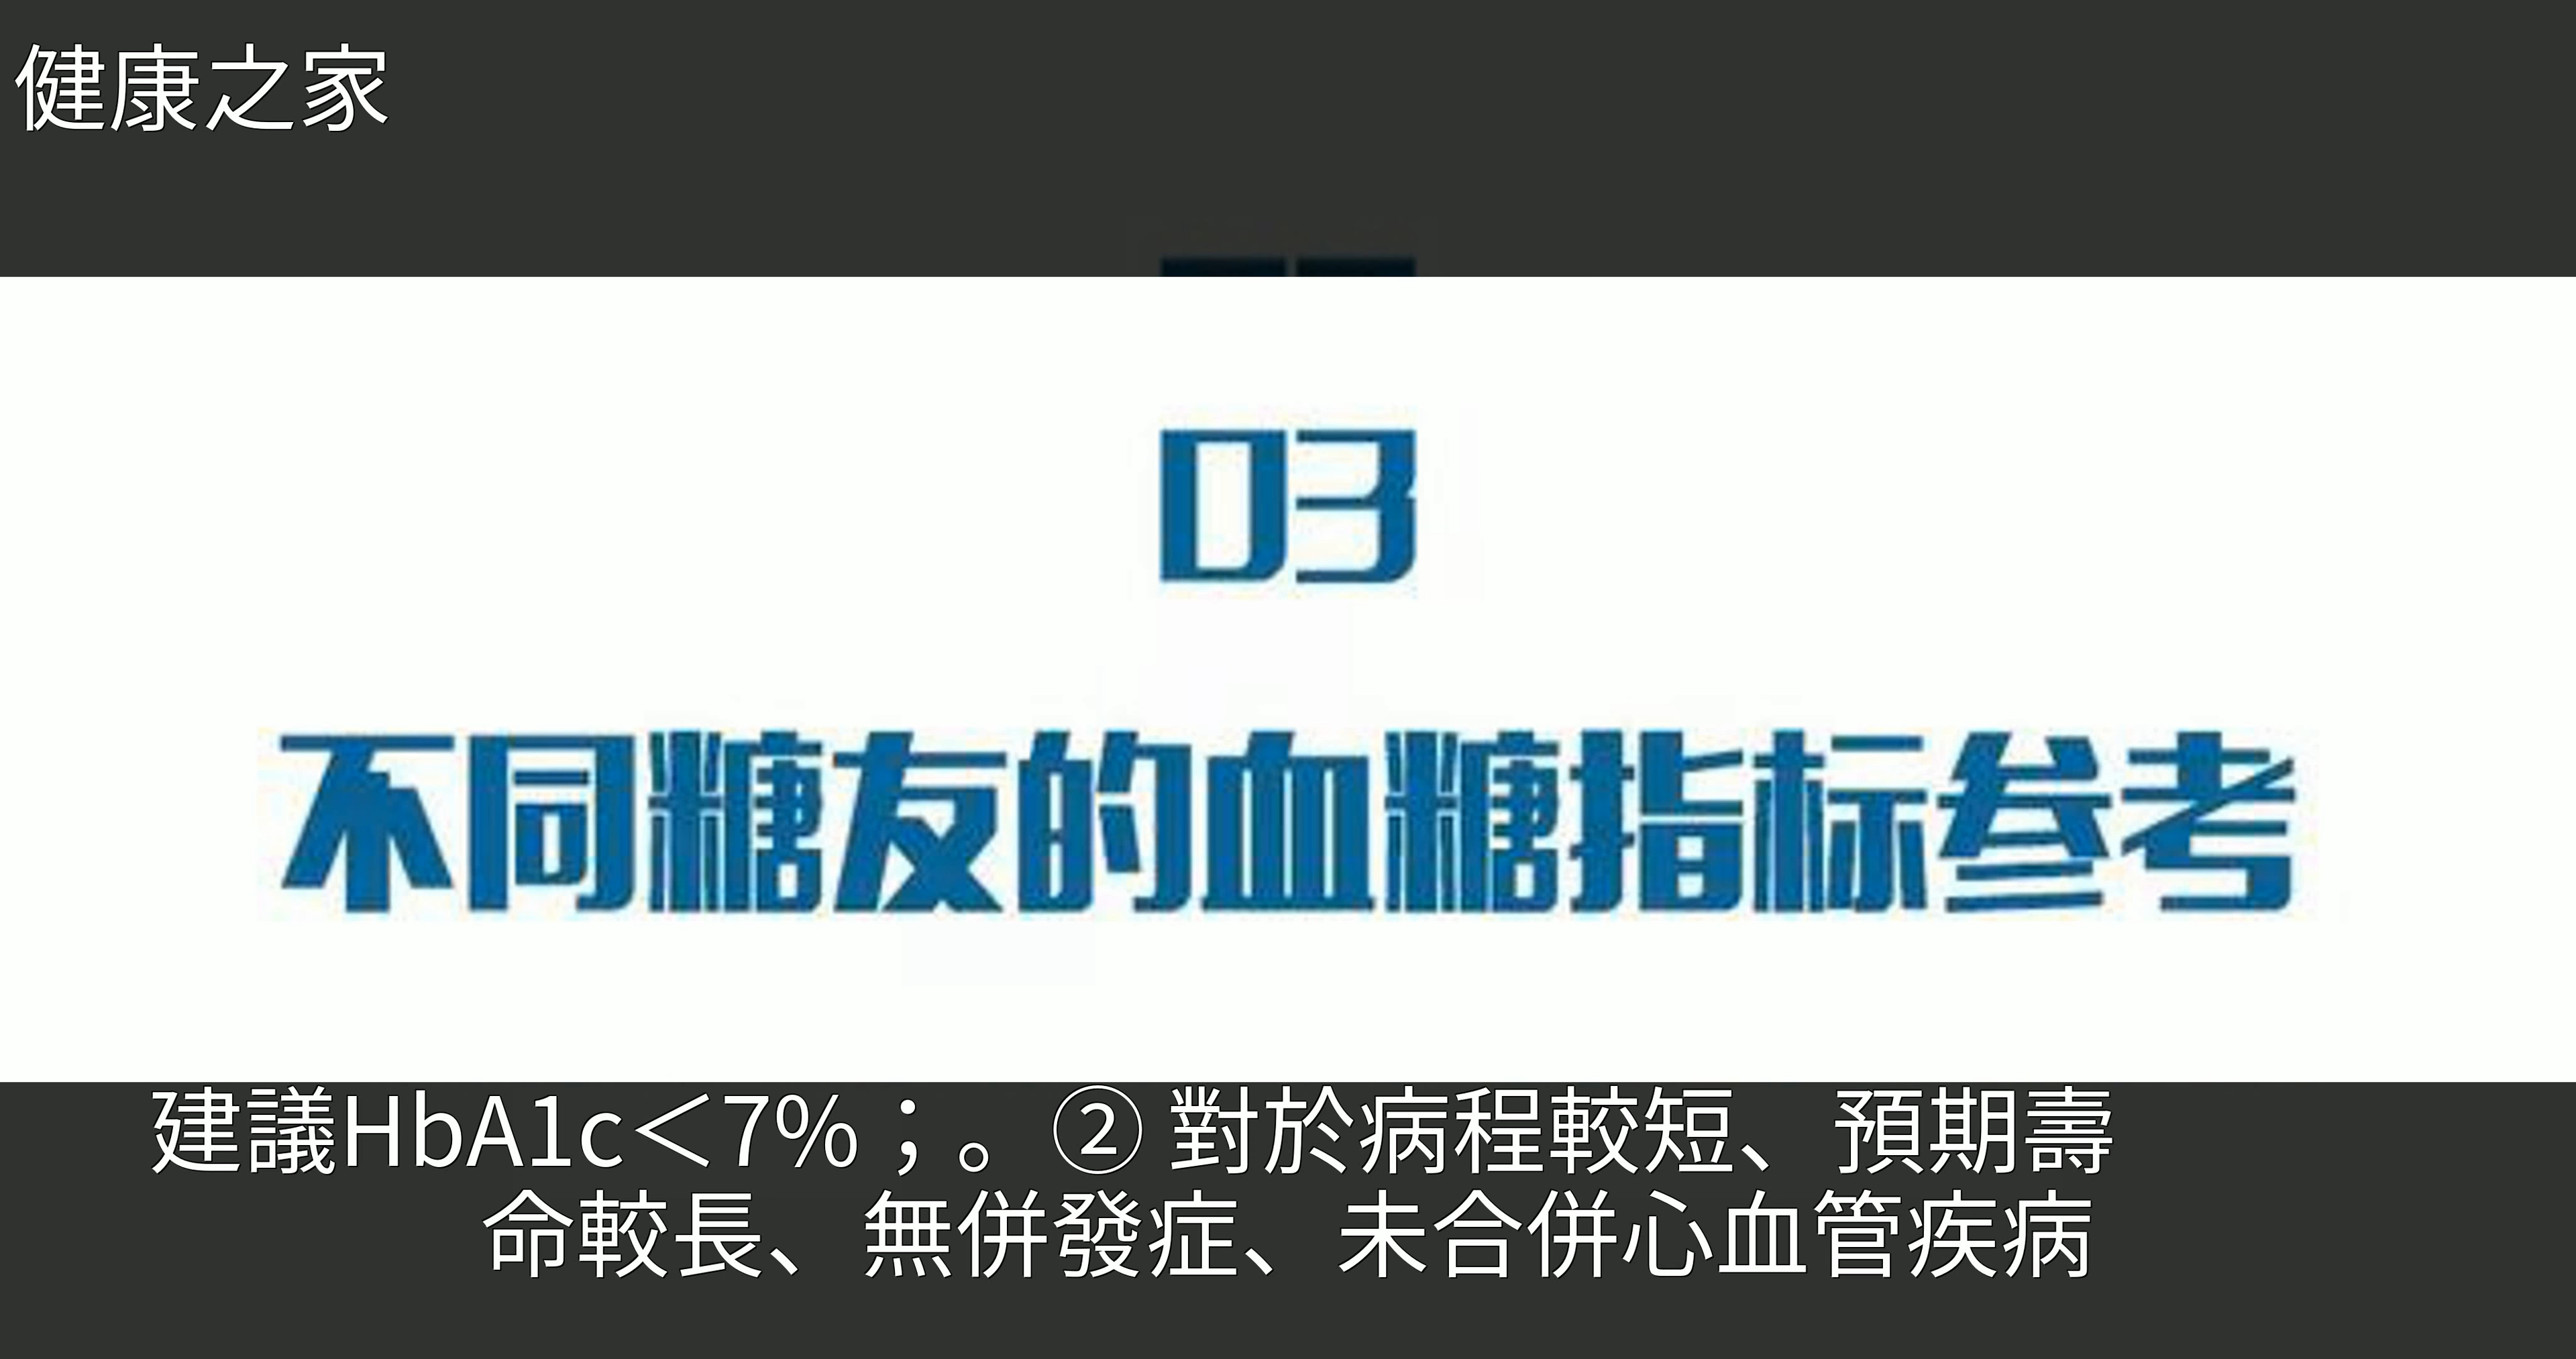 健康之家
03
不同糖友的血糖指标参考
建議HbA1c＜7%；。② 對於病程較短、預期壽
命較長、無併發症、未合併心血管疾病